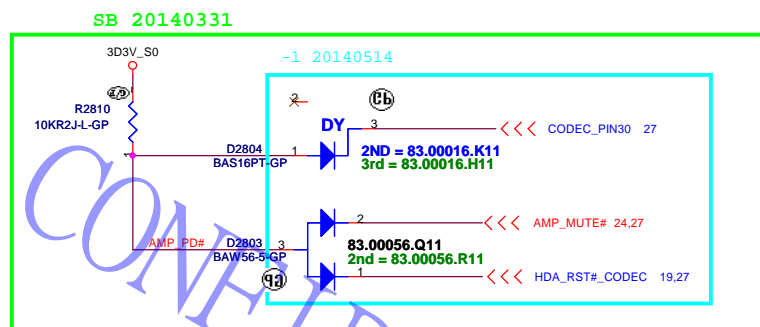 SB 20140331
3D3V_S0
-1 20140514
R2810
10KR2J-L-GP
2
1
DY
3
CODEC_PIN30 27
D2804
BAS16PT-GP
1
2ND = 83.00016.K11
3rd = 83.00016.H11
2
AMP_MUTE# 24,27
AMP_PD#
D2803
BAW56-5-GP
3
83.00056.Q11
2nd = 83.00056.R11
1
HDA_RST#_CODEC 19,27